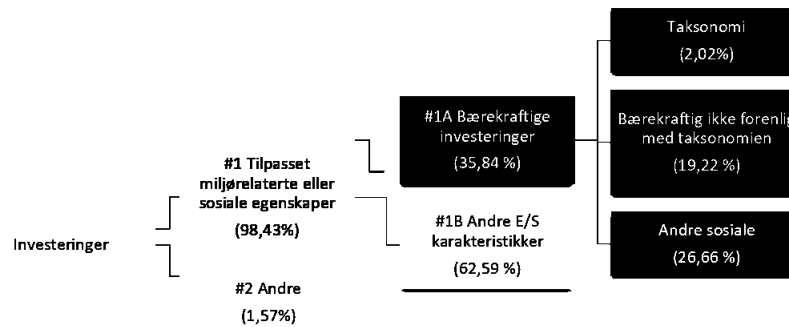 Investeringer
#1 Tilpasset
miljørelaterte eller
sosiale egenskaper
(98,43%)
#2 Andre
(1,57%)
#1A Bærekraftige
investeringer
(35,84 %)
#1B Andre E/S
karakteristikker
(62,59 %)
Taksonomi
(2,02%)
Bærekraftig ikke forenlig
med taksonomien
(19,22 %)
Andre sosiale
(26,66 %)